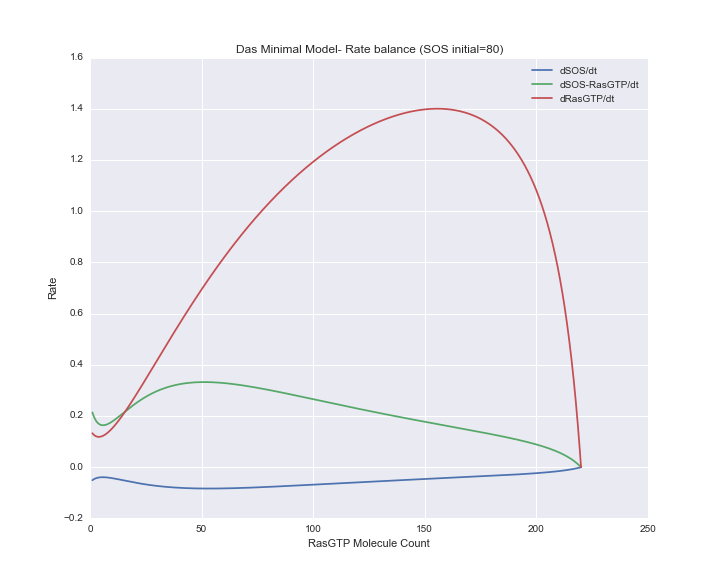 Das Minimal Model- Rate balance (SOS initial=80)
1.6
1.4
1.2
1.0
0.8
0.6
0.4
0.2
0.0
−0.2
Rate
dSOS/dt
dSOS-RasGTP/dt
dRasGTP/dt
0 50 100 150 200 250
RasGTP Molecule Count